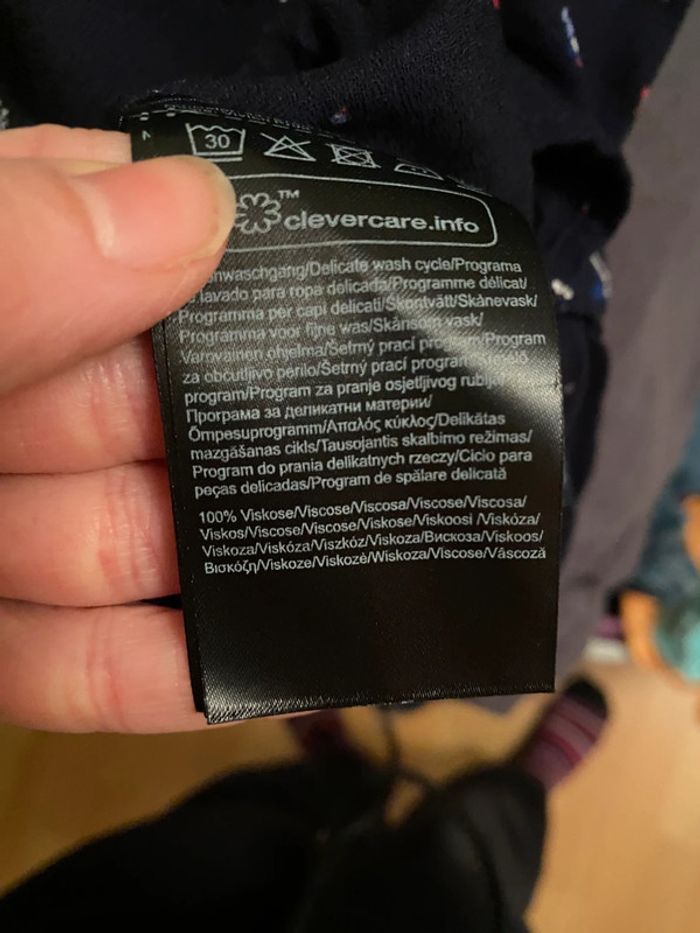 30
™
clevercare.info
Delicate wash cycle/Programa
lavado para ropa delicada/Programme délicat/
Programma per capi delicati/Skontvätt/Skånevask/
Programma voor fijne was/Skånsom vask/
Varovainen ohjelma/Šetrný prací program/Program
za obcutljivo perilo/Šetrný prací program/
program/Program za pranje osjetljivog rublja/
Програма за деликатни материи/
Õmpesuprogramm/Απαλός κύκλος/Delikātas
mazgāšanas cikls/Tausojantis skalbimo režimas/
Program do prania delikatnych rzeczy/Ciclo para
peças delicadas/Program de spălare delicată
100% Viskose/Viscose/Viscosa/Viscose/Viscosa/
Viskos/Viscose/Viscose/Viskose/Viskoosi /Viskóza/
Viskoza/Viskóza/Viszkóz/Viskoza/Вискоза/Viskoos/
Βισκόζη/Viskoze/Viskozė/Wiskoza/Viscose/Vâscoză